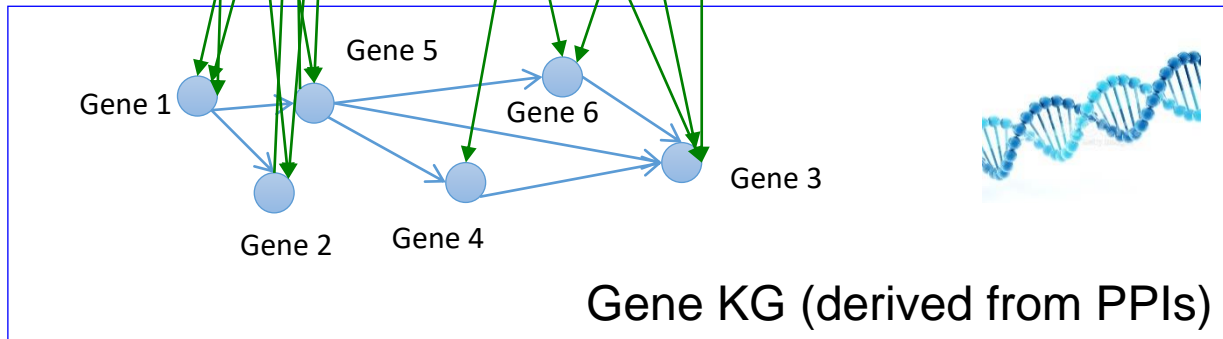 Gene 5
Gene 1
Gene 6
Gene 3
Gene 2
Gene 4
Gene KG (derived from PPIs)